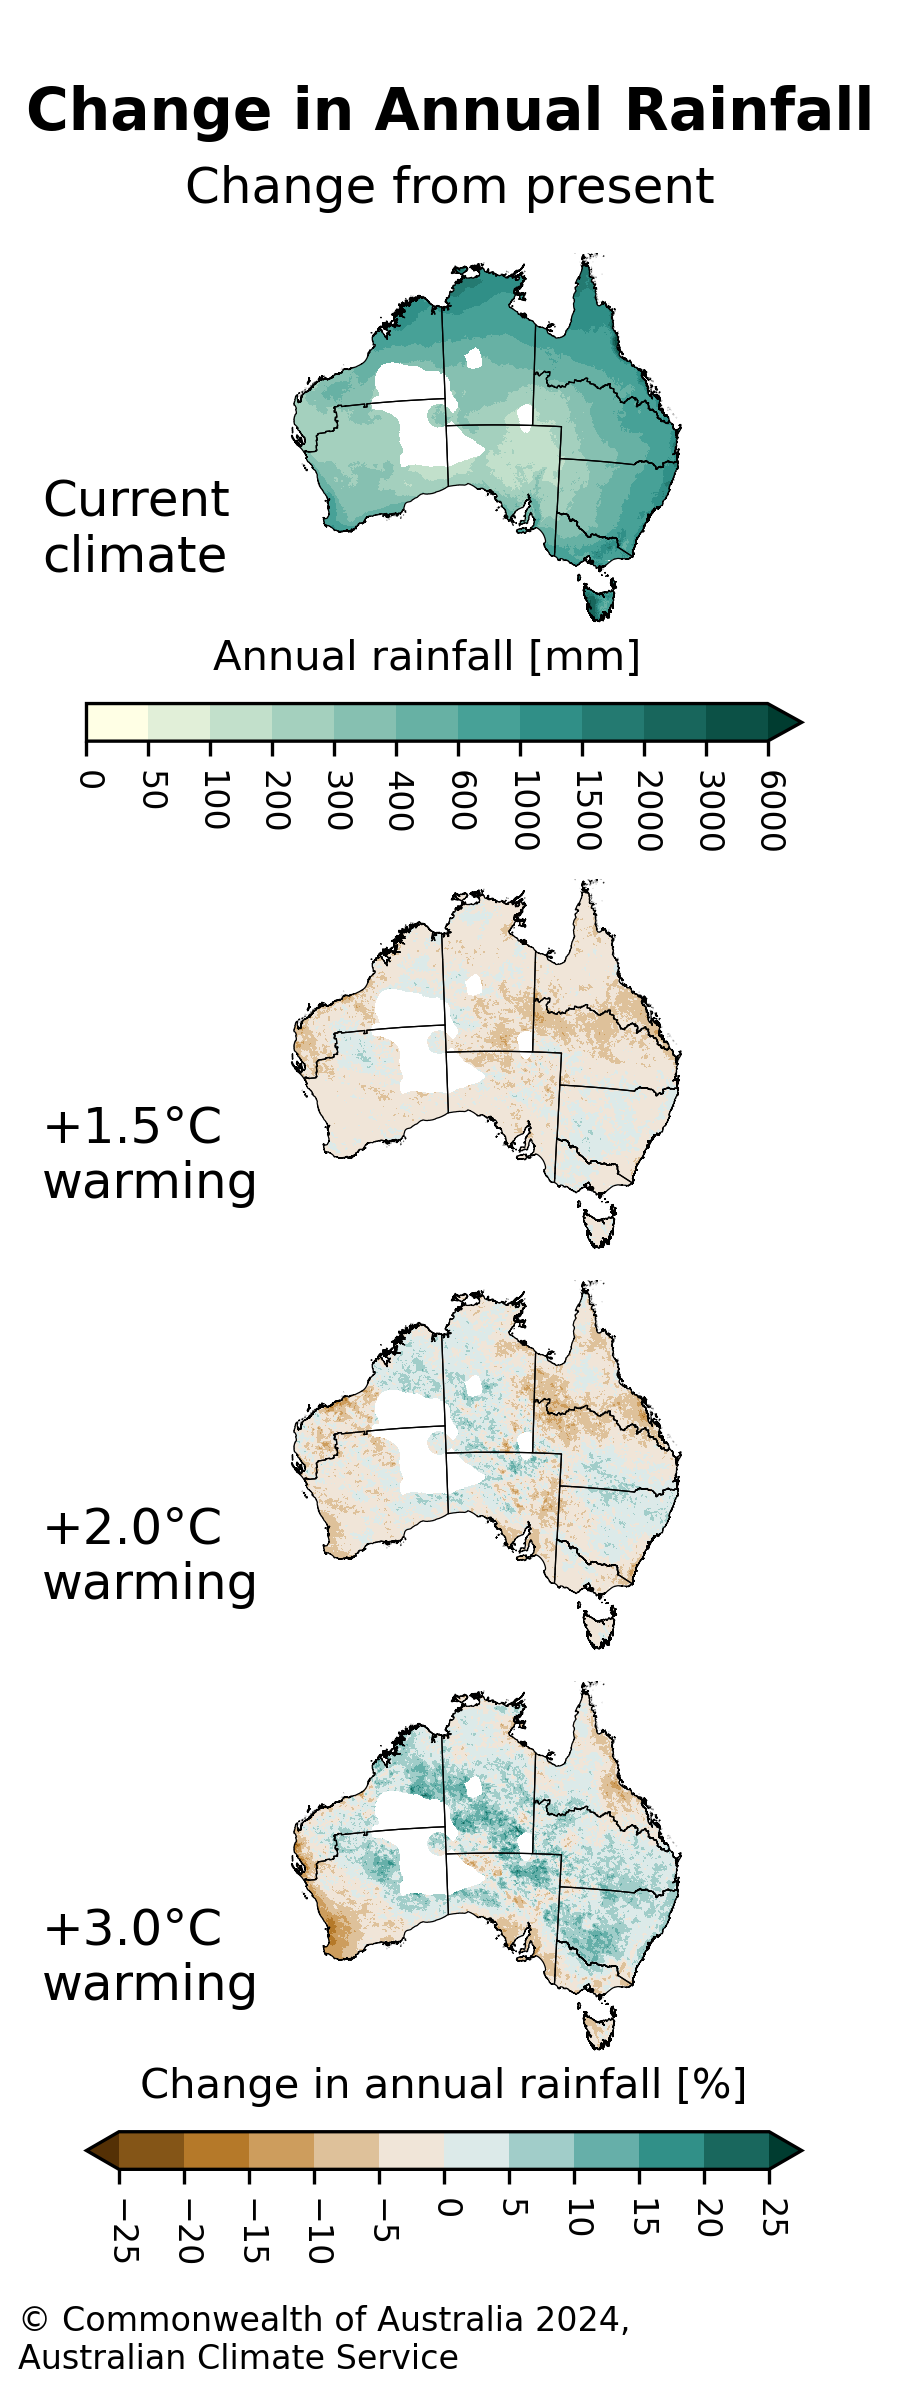 Change in Annual Rainfall
Change from present
Current
climate
Annual rainfall [mm]
0 50 100 200 300 400 600 1000 1500 2000 3000 6000
+1.5°C
warming
+2.0°C
warming
+3.0°C
warming
Change in annual rainfall [%]
−25 −20 −15 −10 −5 0 5 10 15 20 25
© Commonwealth of Australia 2024,
Australian Climate Service